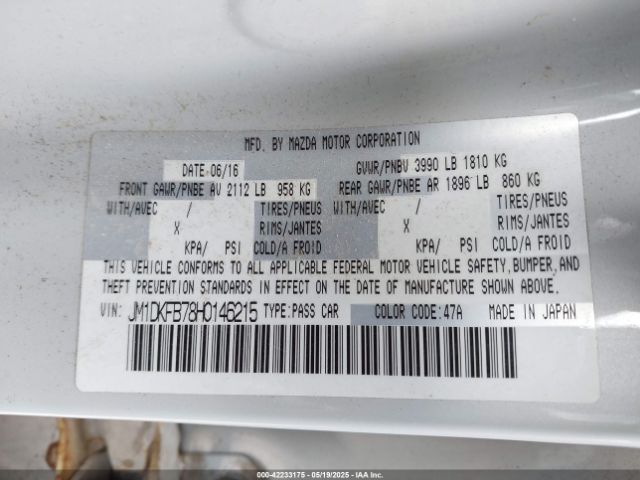 MFD. BY MAZDA MOTOR CORPORATION
DATE 06/16 GVWR/PNBV 3990 LB 1810 KG
FRONT GAWR/PNBE AV 2112 LB 958 KG REAR GAWR/PNBE AR 1896 LB 860 KG
WITH/AVEC / TIRES/PNEUS WITH/AVEC / TIRES/PNEUS
X RIMS/JANTES X RIMS/JANTES
KPA/ PSI COLD/A FROID KPA/ PSI COLD/A FROID
THIS VEHICLE CONFORMS TO ALL APPLICABLE FEDERAL MOTOR VEHICLE SAFETY, BUMPER, AND
THEFT PREVENTION STANDARDS IN EFFECT ON THE DATE OF MANUFACTURE SHOWN ABOVE.
VIN: JM1DKFB78H0146215 TYPE: PASS CAR COLOR CODE: 47A MADE IN JAPAN
© IAA - 42233175 - 05/19/2025 - IAAI.com